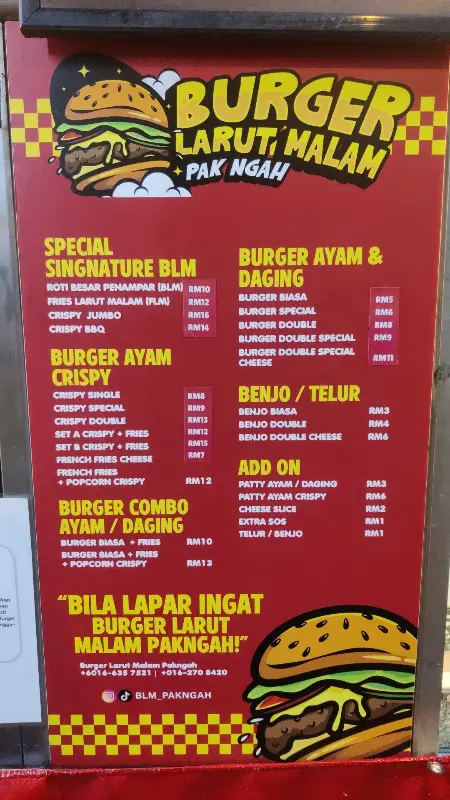 BURGER
LARUT MALAM
PAK NGAH
SPECIAL
SINGNATURE BLM
ROTI BESAR PENAMPAR (BLM) RM10
FRIES LARUT MALAM (FLM) RM12
CRISPY JUMBO RM16
CRISPY BBQ RM14
BURGER AYAM
CRISPY
CRISPY SINGLE RM8
CRISPY SPECIAL RM9
CRISPY DOUBLE RM13
SET A CRISPY + FRIES RM12
SET B CRISPY + FRIES RM15
FRENCH FRIES CHEESE RM7
FRENCH FRIES
+ POPCORN CRISPY RM12
BURGER COMBO
AYAM / DAGING
BURGER BIASA + FRIES RM10
BURGER BIASA + FRIES
+ POPCORN CRISPY RM13
BURGER AYAM &
DAGING
BURGER BIASA RM5
BURGER SPECIAL RM6
BURGER DOUBLE RM8
BURGER DOUBLE SPECIAL RM9
BURGER DOUBLE SPECIAL
CHEESE RM11
BENJO / TELUR
BENJO BIASA RM3
BENJO DOUBLE RM4
BENJO DOUBLE CHEESE RM6
ADD ON
PATTY AYAM / DAGING RM3
PATTY AYAM CRISPY RM6
CHEESE SLICE RM2
EXTRA SOS RM1
TELUR / BENJO RM1
"BILA LAPAR INGAT
BURGER LARUT
MALAM PAKNGAH!"
Burger Larut Malam Pakngah
+6016-635 7521 | +016-270 8420
BLM_PAKNGAH